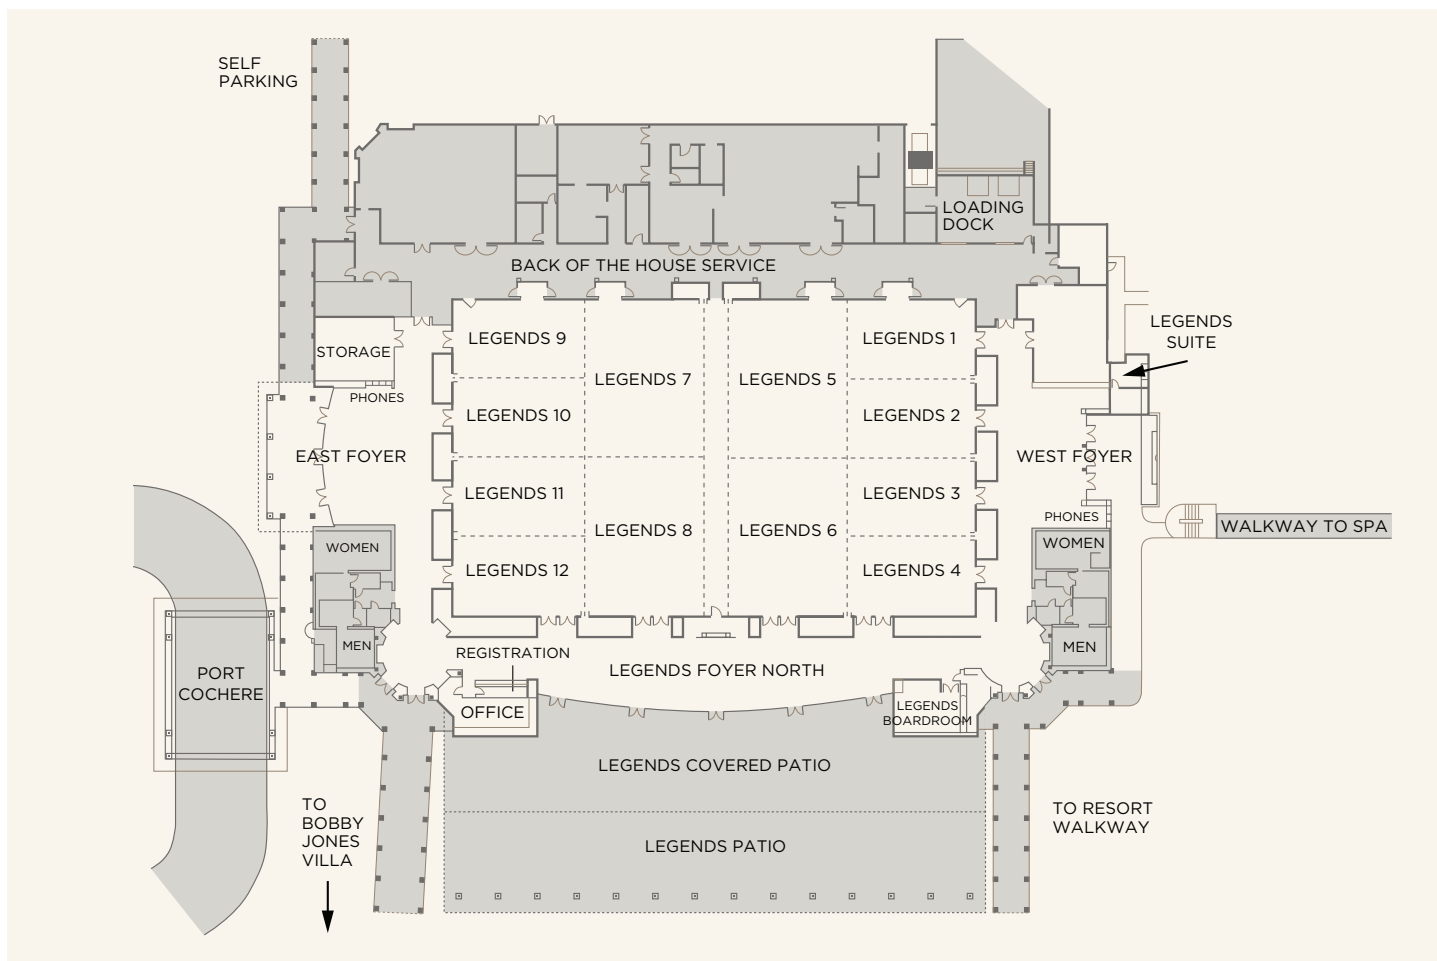 SELF
PARKING
LOADING
DOCK
BACK OF THE HOUSE SERVICE
LEGENDS
SUITE
LEGENDS 9
LEGENDS 1
STORAGE
LEGENDS 7
LEGENDS 5
PHONES
LEGENDS 10
LEGENDS 2
EAST FOYER
WEST FOYER
LEGENDS 11
LEGENDS 3
PHONES
WALKWAY TO SPA
LEGENDS 8
LEGENDS 6
WOMEN
WOMEN
LEGENDS 12
LEGENDS 4
MEN
MEN
REGISTRATION
LEGENDS FOYER NORTH
PORT
COCHERE
OFFICE
LEGENDS
BOARDROOM
LEGENDS COVERED PATIO
TO
BOBBY
JONES
VILLA
TO RESORT
WALKWAY
LEGENDS PATIO